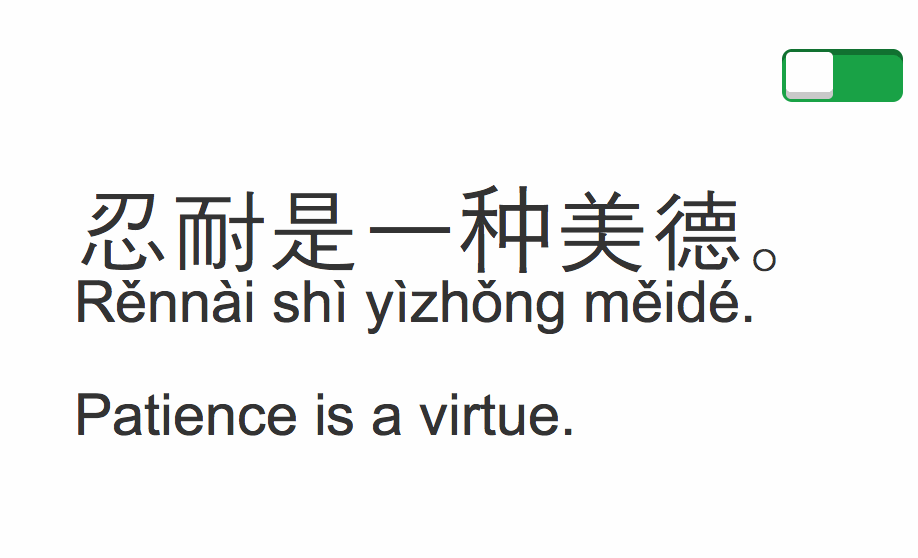 忍耐是一种美德。
Rěnnài shì yìzhǒng měidé.
Patience is a virtue.